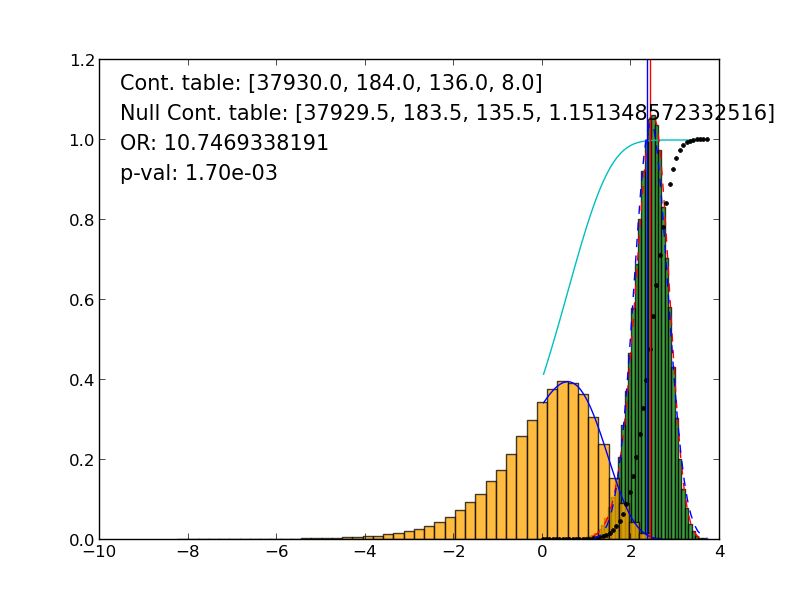 1.2
Cont. table: [37930.0, 184.0, 136.0, 8.0]
Null Cont. table: [37929.5, 183.5, 135.5, 1.151348572332516]
1.0
OR: 10.7469338191
p-val: 1.70e-03
0.8
0.6
0.4
0.2
0.0
−10 −8 −6 −4 −2 0 2 4